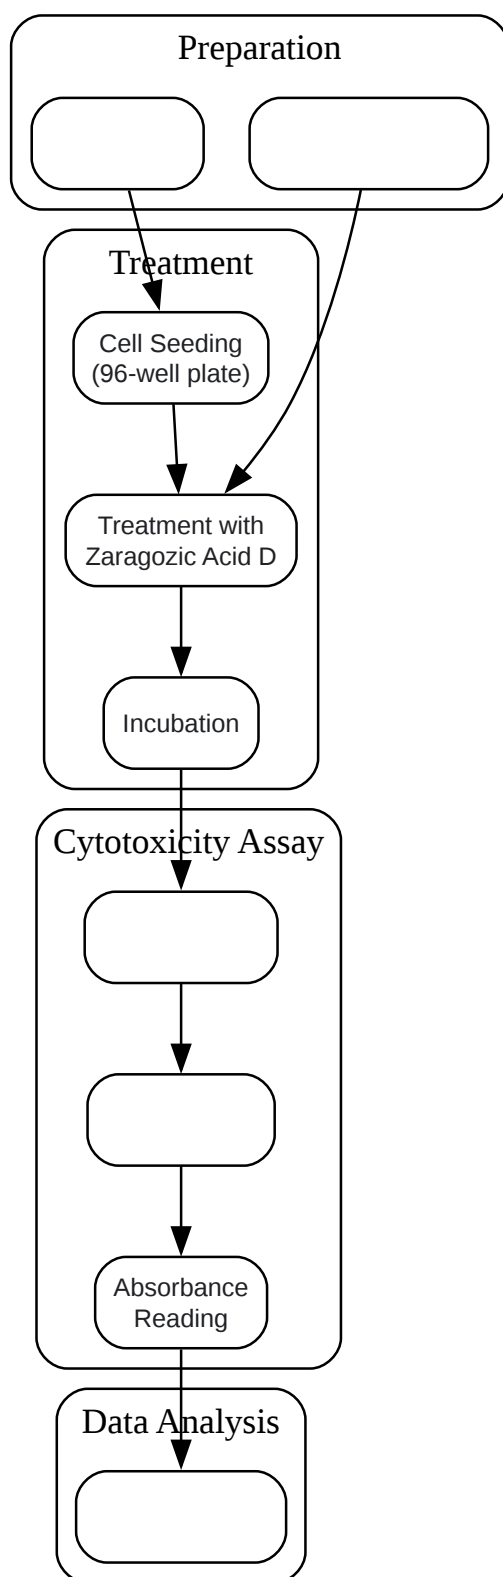 Preparation
Treatment
Cell Seeding
(96-well plate)
Treatment with
Zaragozic Acid D
Incubation
Cytotoxicity Assay
Absorbance
Reading
Data Analysis